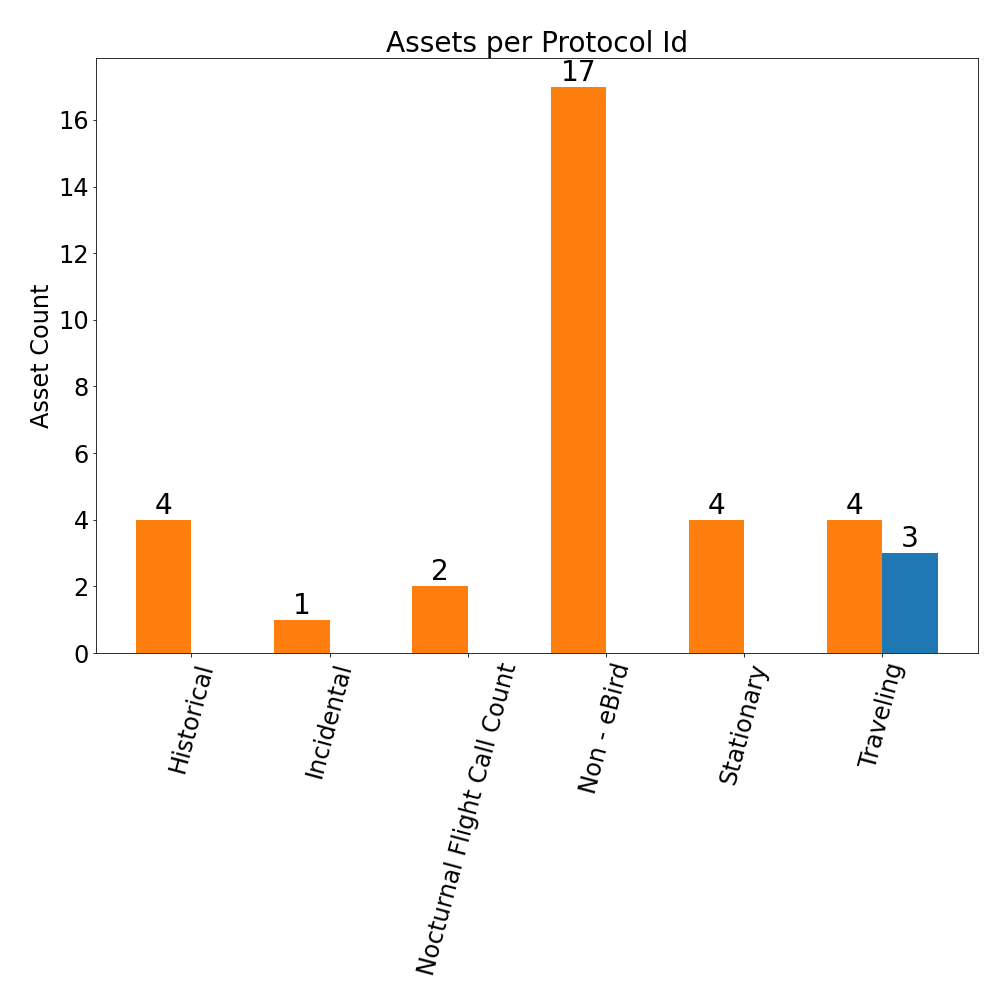 Assets per Protocol Id
17
16
14
12
10
8
6
4
2
0
Asset Count
4
1
2
4
4
3
Historical
Incidental
Nocturnal Flight Call Count
Non - eBird
Stationary
Traveling